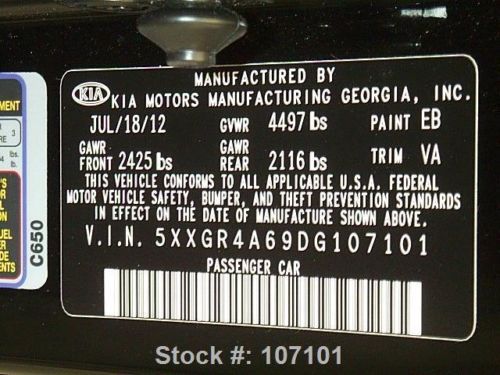 MANUFACTURED BY
KIA KIA MOTORS MANUFACTURING GEORGIA, INC.
JUL/18/12 GVWR 4497 lbs PAINT EB
GAWR FRONT 2425 lbs GAWR REAR 2116 lbs TRIM VA
THIS VEHICLE CONFORMS TO ALL APPLICABLE U.S.A. FEDERAL
MOTOR VEHICLE SAFETY, BUMPER, AND THEFT PREVENTION STANDARDS
IN EFFECT ON THE DATE OF MANUFACTURE SHOWN ABOVE.
V.I.N. 5XXGR4A69DG107101
PASSENGER CAR
C650
Stock #: 107101